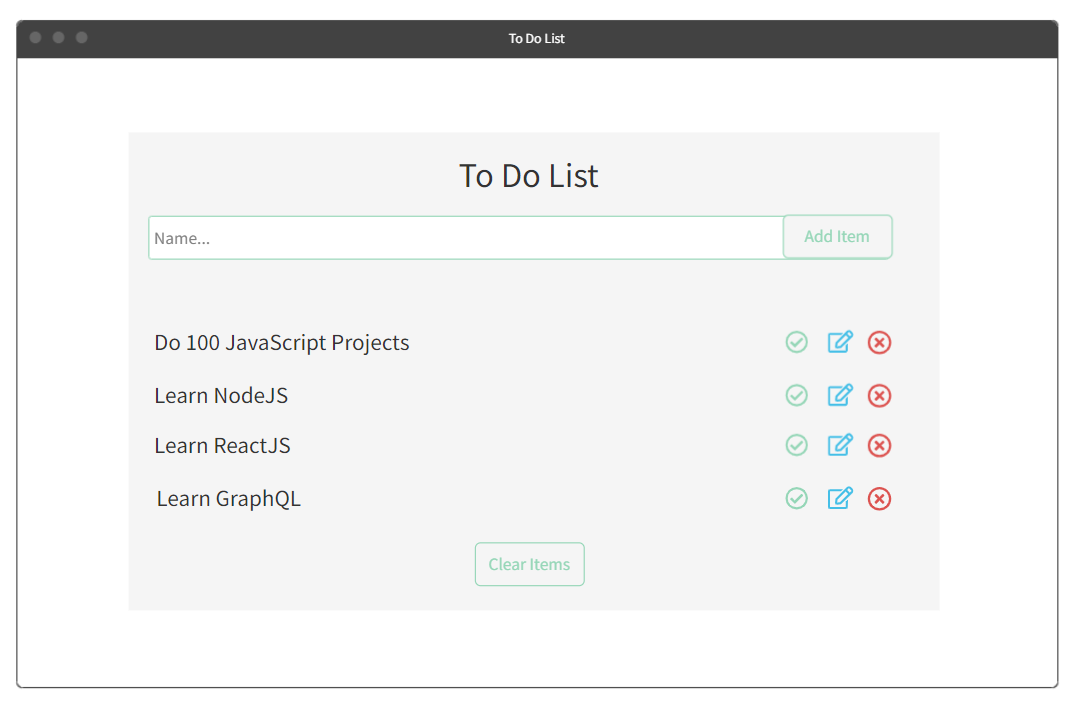 To Do List
To Do List
Name...
Add Item
Do 100 JavaScript Projects
Learn NodeJS
Learn ReactJS
Learn GraphQL
Clear Items